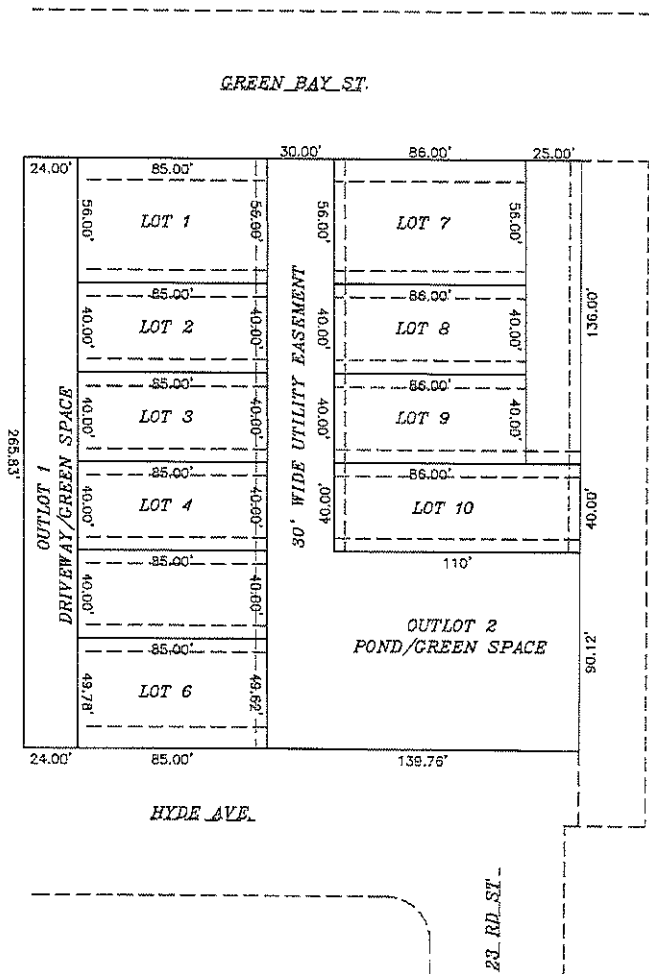 GREEN BAY ST.
30.00'
86.00'
25.00'
24.00'
85.00'
56.00'
LOT 1
56.00'
56.00'
LOT 7
56.00'
136.00'
85.00'
86.00'
40.00'
LOT 2
40.00'
40.00'
LOT 8
40.00'
85.00'
86.00'
40.00'
LOT 3
40.00'
40.00'
LOT 9
40.00'
265.83'
OUTLOT 1
DRIVEWAY/GREEN SPACE
30' WIDE UTILITY EASEMENT
86.00'
40.00'
LOT 4
40.00'
40.00'
LOT 10
40.00'
85.00'
110'
40.00'
40.00'
OUTLOT 2
POND/GREEN SPACE
90.12'
85.00'
49.78'
LOT 6
49.62'
24.00'
85.00'
139.76'
HYDE AVE.
23 RD ST.